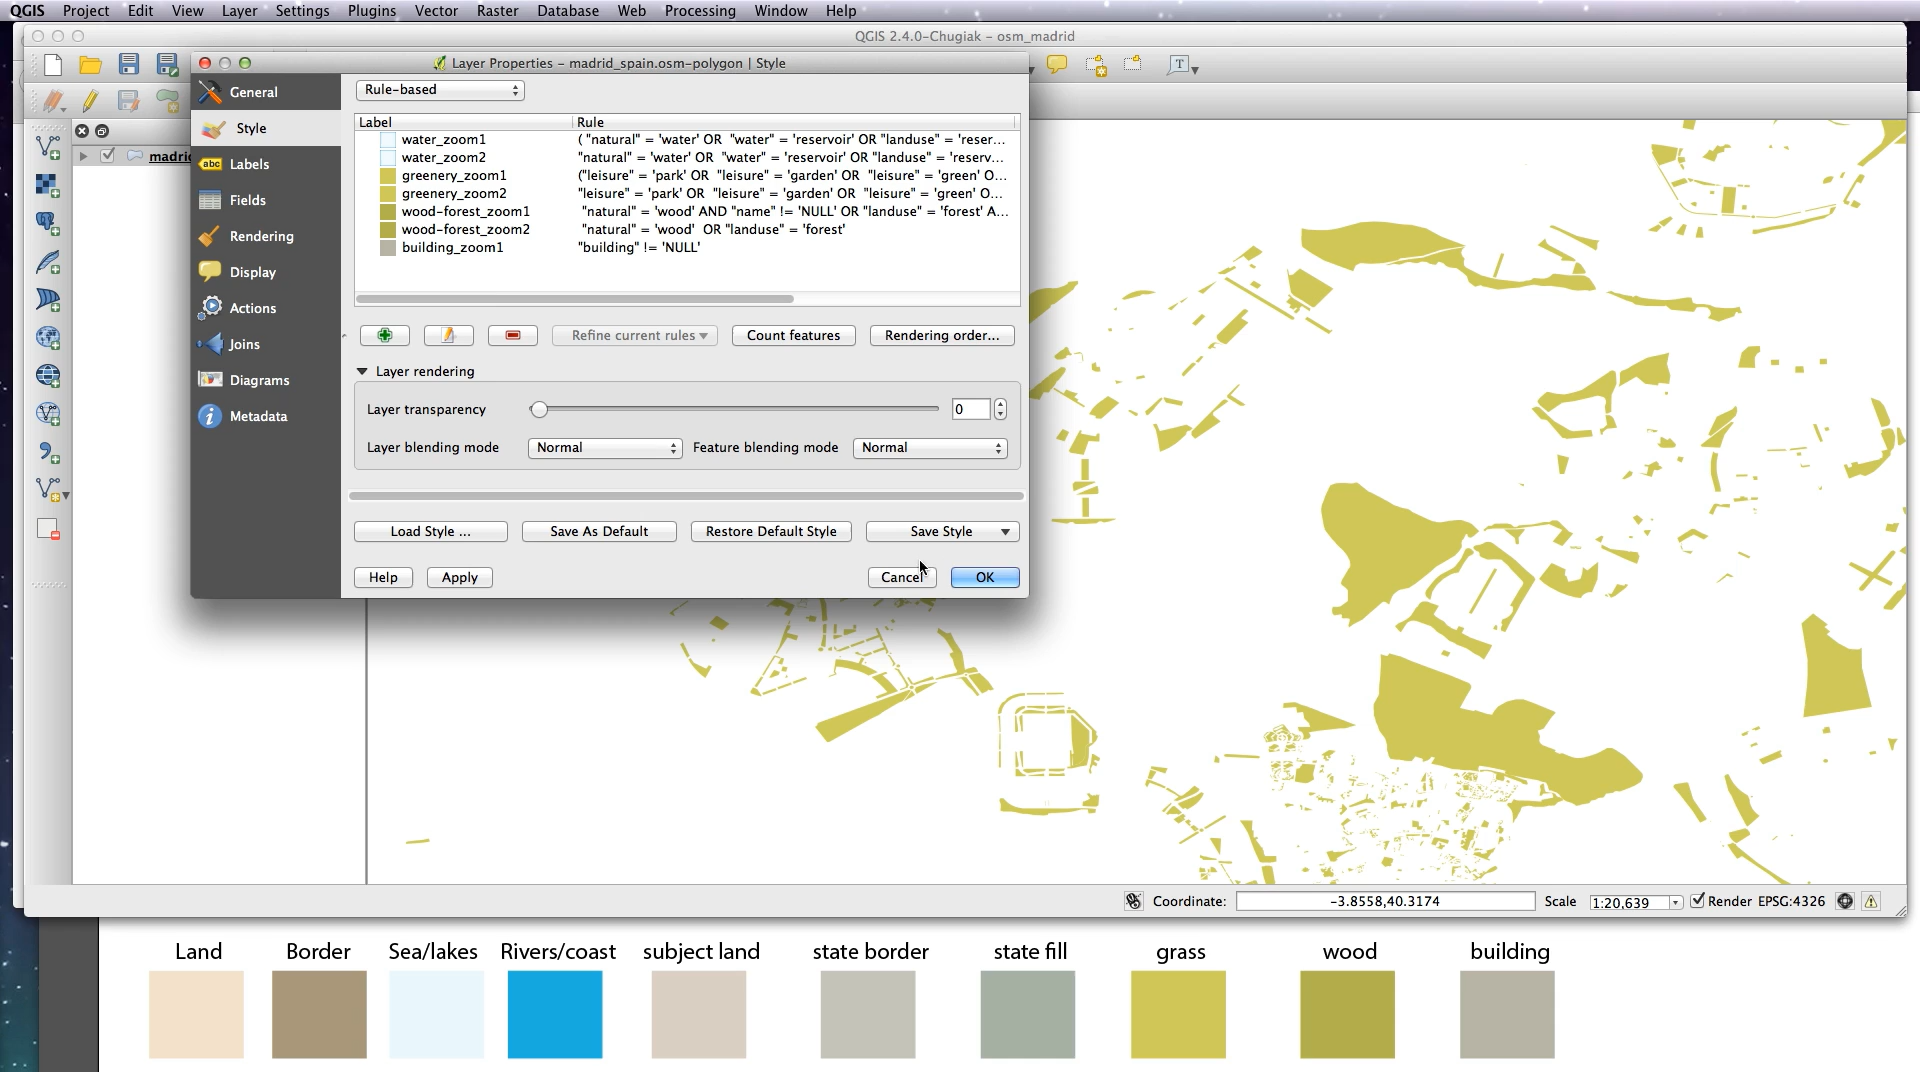 QGIS Project Edit View Layer Settings Plugins Vector Raster Database Web Processing Window Help
QGIS 2.4.0-Chugiak - osm_madrid
Layer Properties - madrid_spain.osm-polygon | Style
General
Style
Labels
Fields
Rendering
Display
Actions
Joins
Diagrams
Metadata
abc
T
madri
Rule-based
Label Rule
water_zoom1 ( "natural" = 'water' OR "water" = 'reservoir' OR "landuse" = 'reser...
water_zoom2 "natural" = 'water' OR "water" = 'reservoir' OR "landuse" = 'reserv...
greenery_zoom1 ("leisure" = 'park' OR "leisure" = 'garden' OR "leisure" = 'green' O...
greenery_zoom2 "leisure" = 'park' OR "leisure" = 'garden' OR "leisure" = 'green' O...
wood-forest_zoom1 "natural" = 'wood' AND "name" != 'NULL' OR "landuse" = 'forest' A...
wood-forest_zoom2 "natural" = 'wood' OR "landuse" = 'forest'
building_zoom1 "building" != 'NULL'
Refine current rules Count features Rendering order...
Layer rendering
Layer transparency 0
Layer blending mode Normal Feature blending mode Normal
Load Style ... Save As Default Restore Default Style Save Style
Help Apply Cancel OK
Coordinate: -3.8558,40.3174 Scale 1:20,639 Render EPSG:4326
Land Border Sea/lakes Rivers/coast subject land state border state fill grass wood building